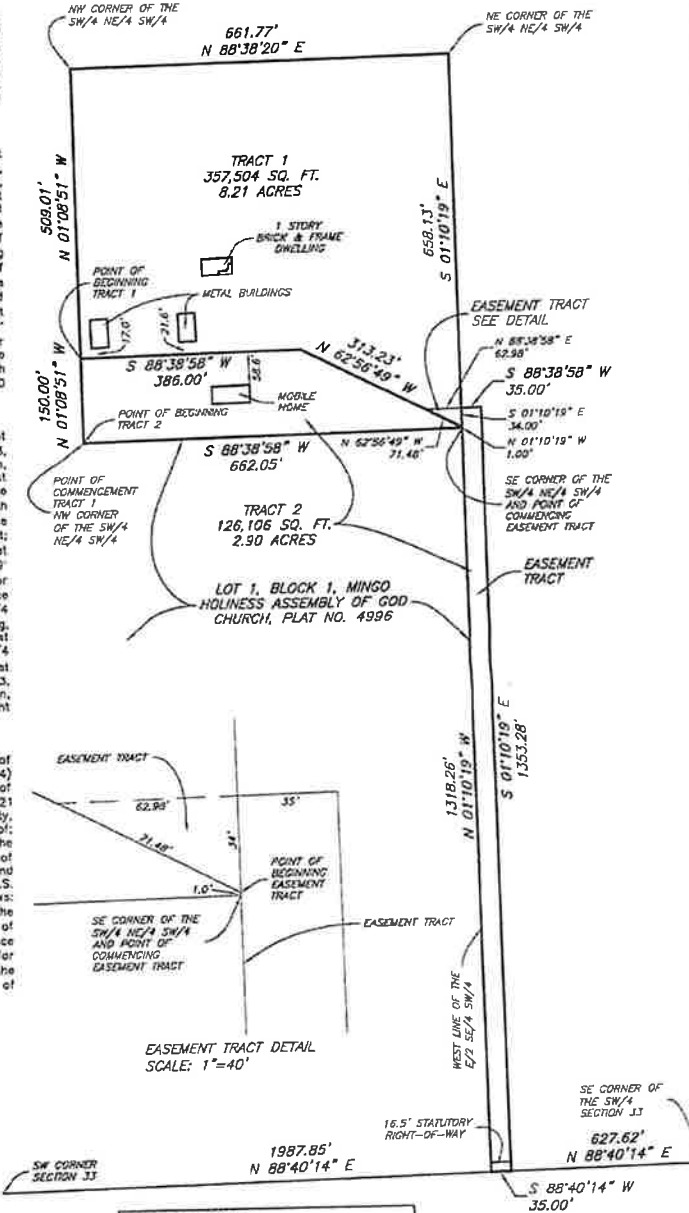 NW CORNER OF THE
SW/4 NE/4 SW/4
661.77'
N 88°38'20" E
NE CORNER OF THE
SW/4 NE/4 SW/4
TRACT 1
357,504 SQ. FT.
8.21 ACRES
509.01'
N 01°08'51" W
658.13'
S 01°10'19" E
1 STORY
BRICK & FRAME
DWELLING
POINT OF
BEGINNING
TRACT 1
METAL BUILDINGS
17.0'
21.6'
EASEMENT TRACT
SEE DETAIL
313.23'
N 62°56'49" W
N 88°38'58" E
62.98'
S 88°38'58" W
35.00'
S 88°38'58" W
386.00'
58.6'
MOBILE
HOME
150.00'
N 01°08'51" W
POINT OF BEGINNING
TRACT 2
S 01°10'19" E
34.00'
N 62°56'49" W
71.48'
N 01°10'19" W
1.00'
S 88°38'58" W
662.05'
POINT OF
COMMENCEMENT
TRACT 1
NW CORNER
OF THE SW/4
NE/4 SW/4
SE CORNER OF THE
SW/4 NE/4 SW/4
AND POINT OF
COMMENCING
EASEMENT TRACT
TRACT 2
126,106 SQ. FT.
2.90 ACRES
EASEMENT
TRACT
LOT 1, BLOCK 1, MINGO
HOLINESS ASSEMBLY OF GOD
CHURCH, PLAT NO. 4996
1318.26'
N 01°10'19" W
S 01°10'19" E
1353.28'
EASEMENT TRACT
62.98'
35'
71.48'
34'
1.0'
POINT OF
BEGINNING
EASEMENT
TRACT
SE CORNER OF THE
SW/4 NE/4 SW/4
AND POINT OF
COMMENCING
EASEMENT TRACT
EASEMENT TRACT
WEST LINE OF THE
E/2 SE/4 SW/4
EASEMENT TRACT DETAIL
SCALE: 1"=40'
16.5' STATUTORY
RIGHT-OF-WAY
SE CORNER OF
THE SW/4
SECTION 33
SW CORNER
SECTION 33
1987.85'
N 88°40'14" E
627.62'
N 88°40'14" E
S 88°40'14" W
35.00'